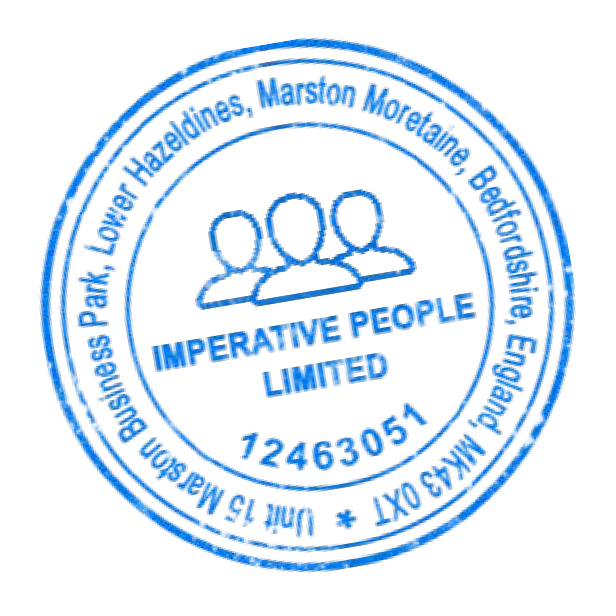 Unit 15 Marston Business Park, Lower Hazeldines, Marston Moretaine, Bedfordshire, England, MK43 0XT *
IMPERATIVE PEOPLE
LIMITED
12463051